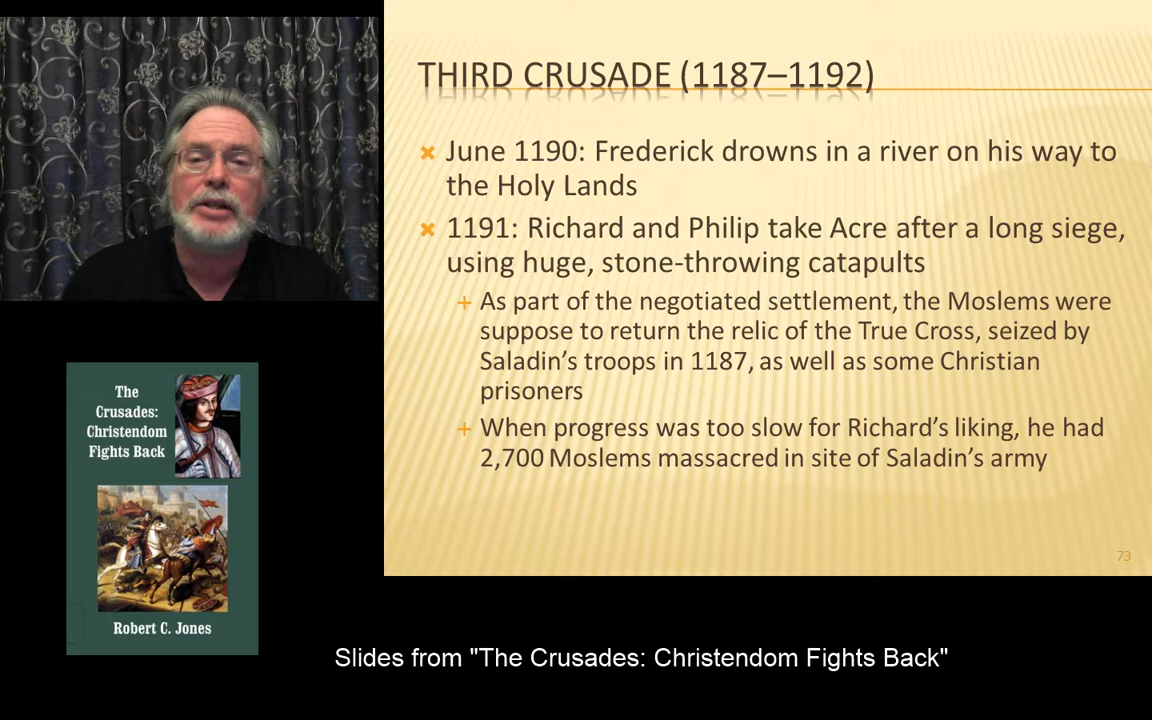 THIRD CRUSADE (1187–1192)
June 1190: Frederick drowns in a river on his way to
the Holy Lands
1191: Richard and Philip take Acre after a long siege,
using huge, stone-throwing catapults
As part of the negotiated settlement, the Moslems were
suppose to return the relic of the True Cross, seized by
Saladin's troops in 1187, as well as some Christian
prisoners
When progress was too slow for Richard's liking, he had
2,700 Moslems massacred in site of Saladin's army
73
The
Crusades:
Christendom
Fights Back
Robert C. Jones
Slides from "The Crusades: Christendom Fights Back"